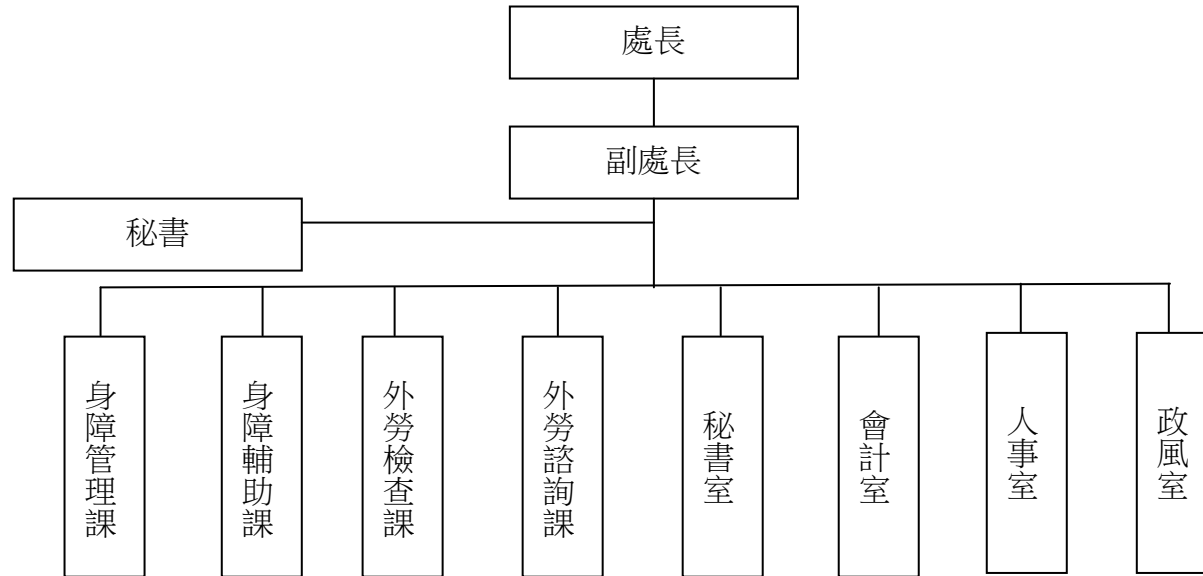 處長
副處長
秘書
身障管理課
身障輔助課
外勞檢查課
外勞諮詢課
秘書室
會計室
人事室
政風室